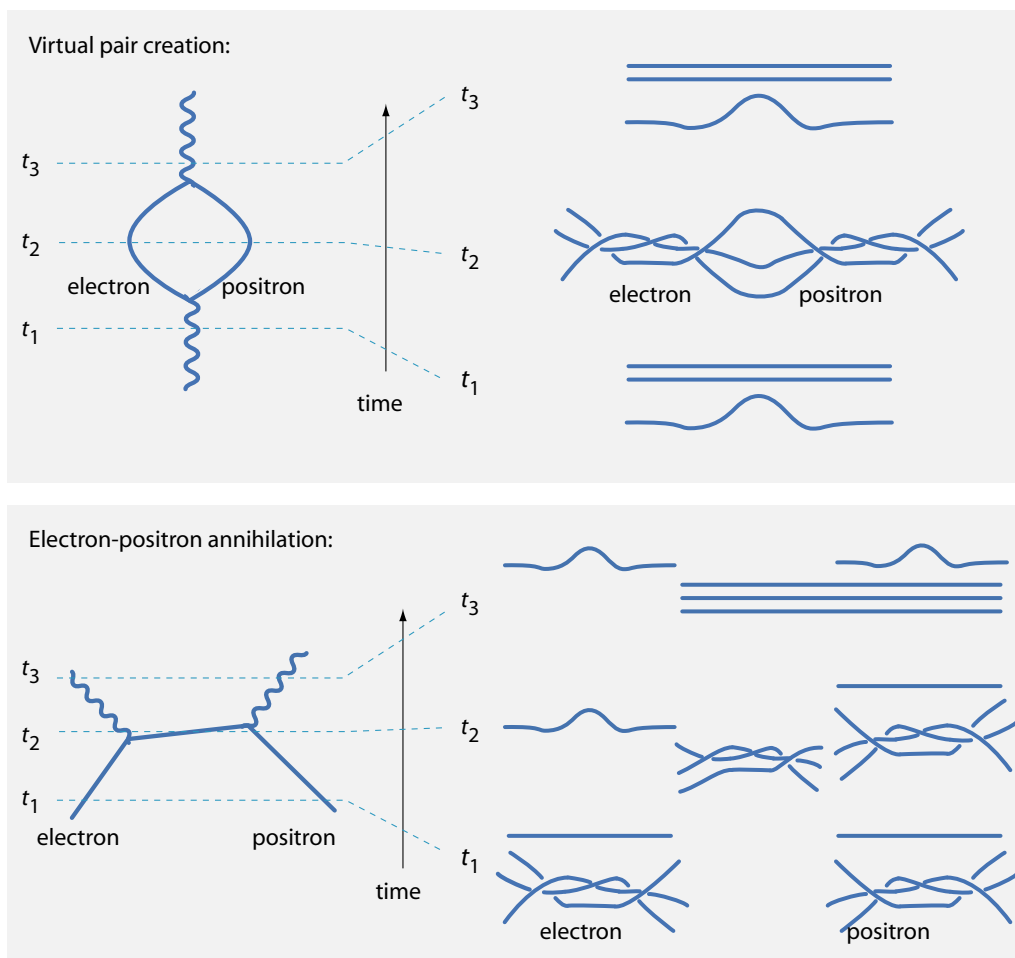 Virtual pair creation:
t3
t3
t2
t2
electron positron
electron positron
t1
t1
time
Electron-positron annihilation:
t3
t3
t2
t2
t1
electron positron
t1
time
electron
positron